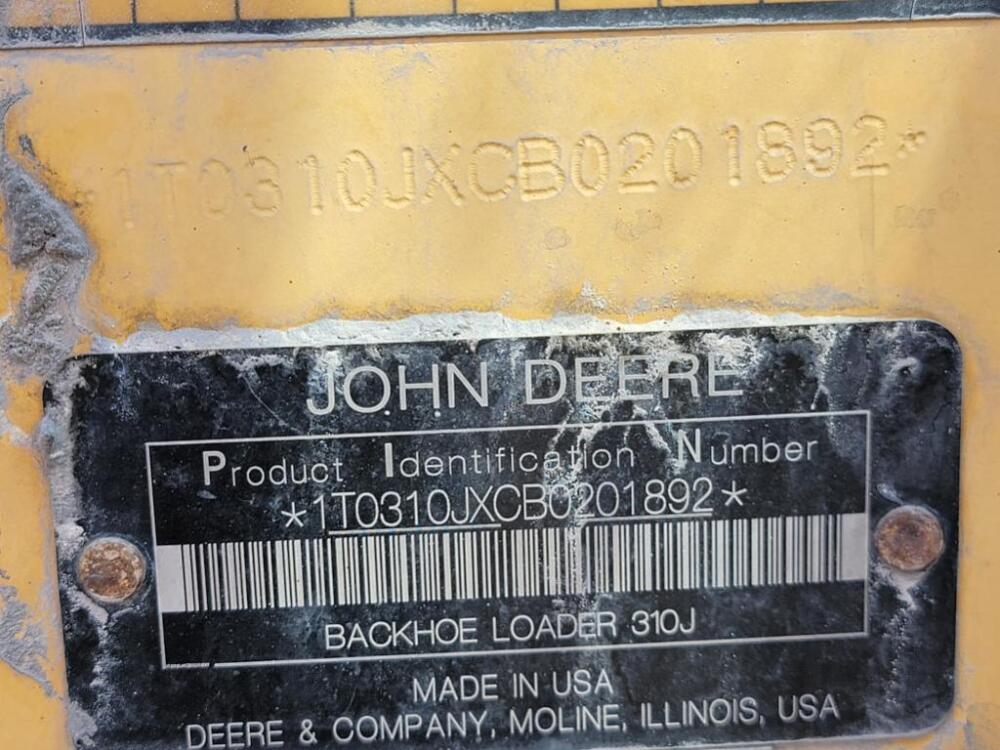 *1T0310JXCB0201892*
JOHN DEERE
Product Identification Number
*1T0310JXCB0201892*
BACKHOE LOADER 310J
MADE IN USA
DEERE & COMPANY, MOLINE, ILLINOIS, USA